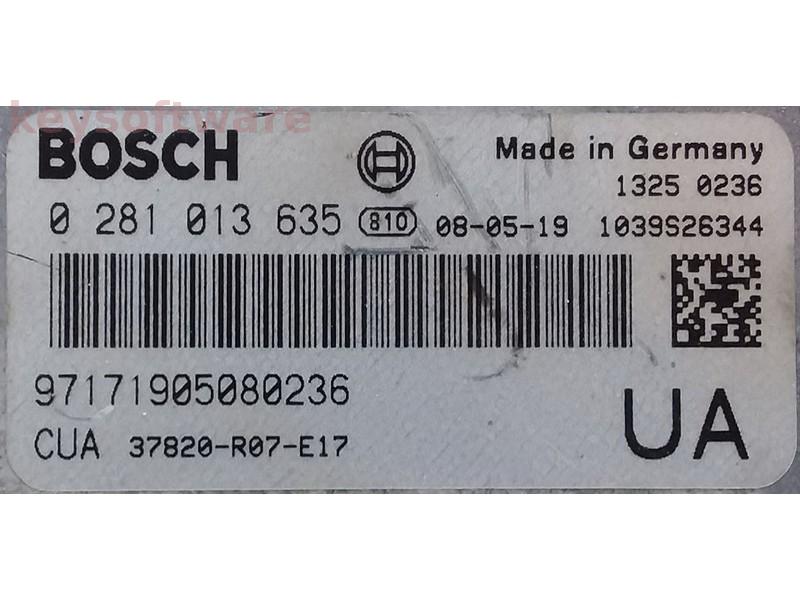 keysoftware
BOSCH
Made in Germany
1325 0236
0 281 013 635 810 08-05-19 1039S26344
97171905080236
CUA 37820-R07-E17
UA